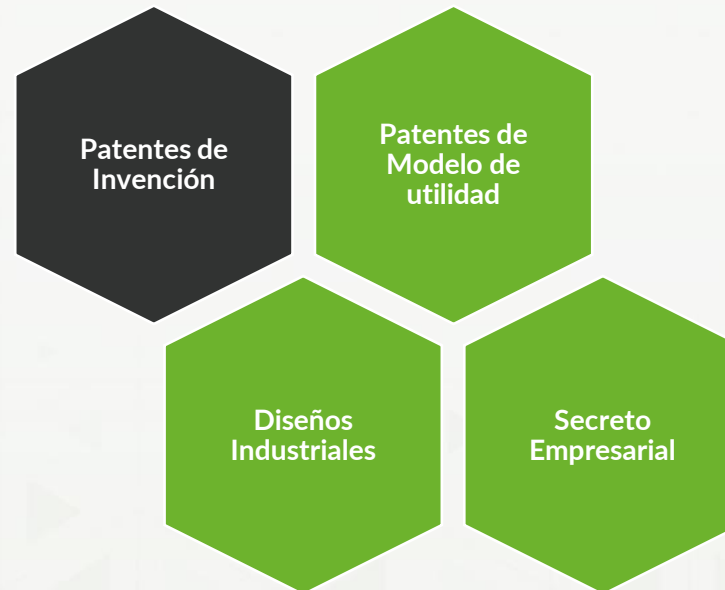 Patentes de
Invención
Patentes de
Modelo de
utilidad
Diseños
Industriales
Secreto
Empresarial